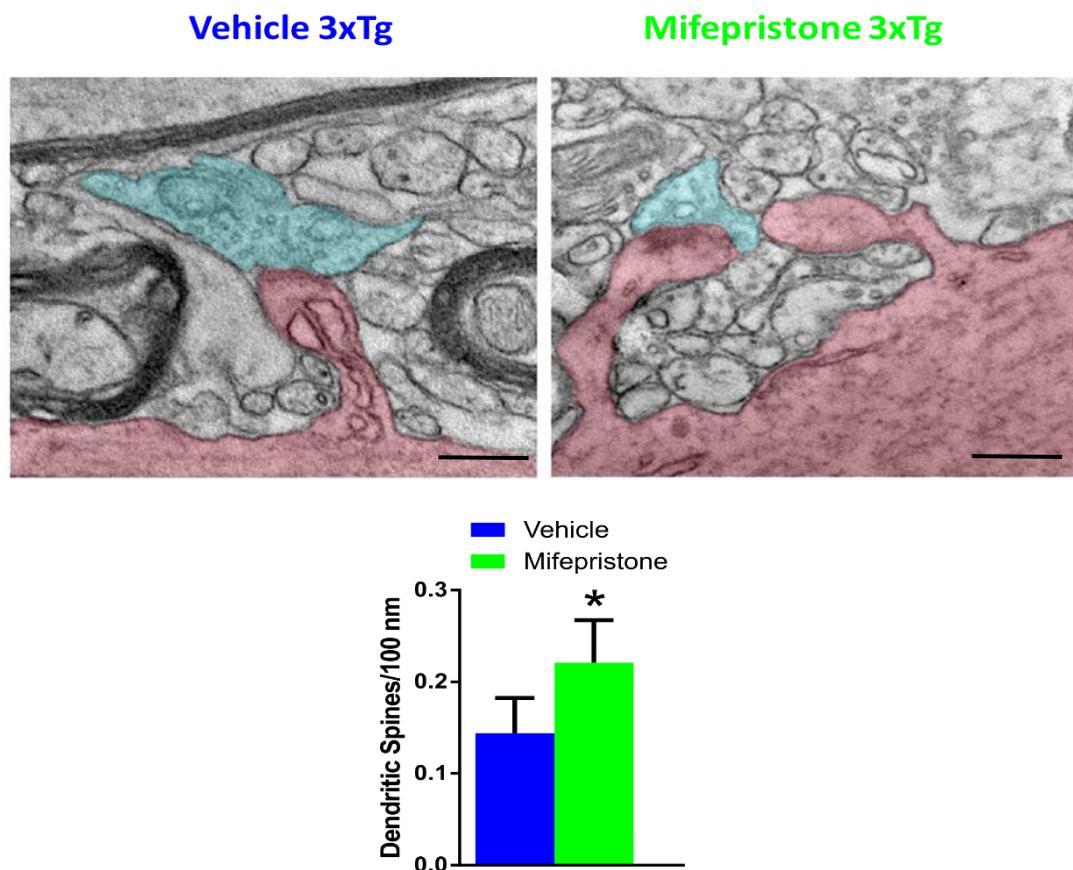 Vehicle 3xTg
Mifepristone 3xTg
Vehicle
Mifepristone
*
Dendritic Spines/100 nm
0.3
0.2
0.1
0.0